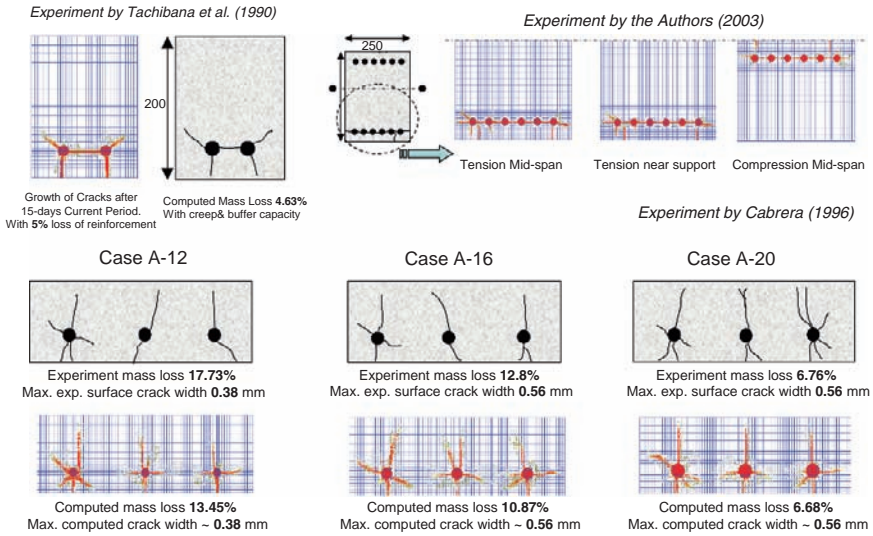 Experiment by Tachibana et al. (1990)
200
Growth of Cracks after
15-days Current Period.
With 5% loss of reinforcement
Computed Mass Loss 4.63%
With creep& buffer capacity
Experiment by the Authors (2003)
250
Tension Mid-span
Tension near support
Compression Mid-span
Experiment by Cabrera (1996)
Case A-12
Experiment mass loss 17.73%
Max. exp. surface crack width 0.38 mm
Computed mass loss 13.45%
Max. computed crack width ~ 0.38 mm
Case A-16
Experiment mass loss 12.8%
Max. exp. surface crack width 0.56 mm
Computed mass loss 10.87%
Max. computed crack width ~ 0.56 mm
Case A-20
Experiment mass loss 6.76%
Max. exp. surface crack width 0.56 mm
Computed mass loss 6.68%
Max. computed crack width ~ 0.56 mm